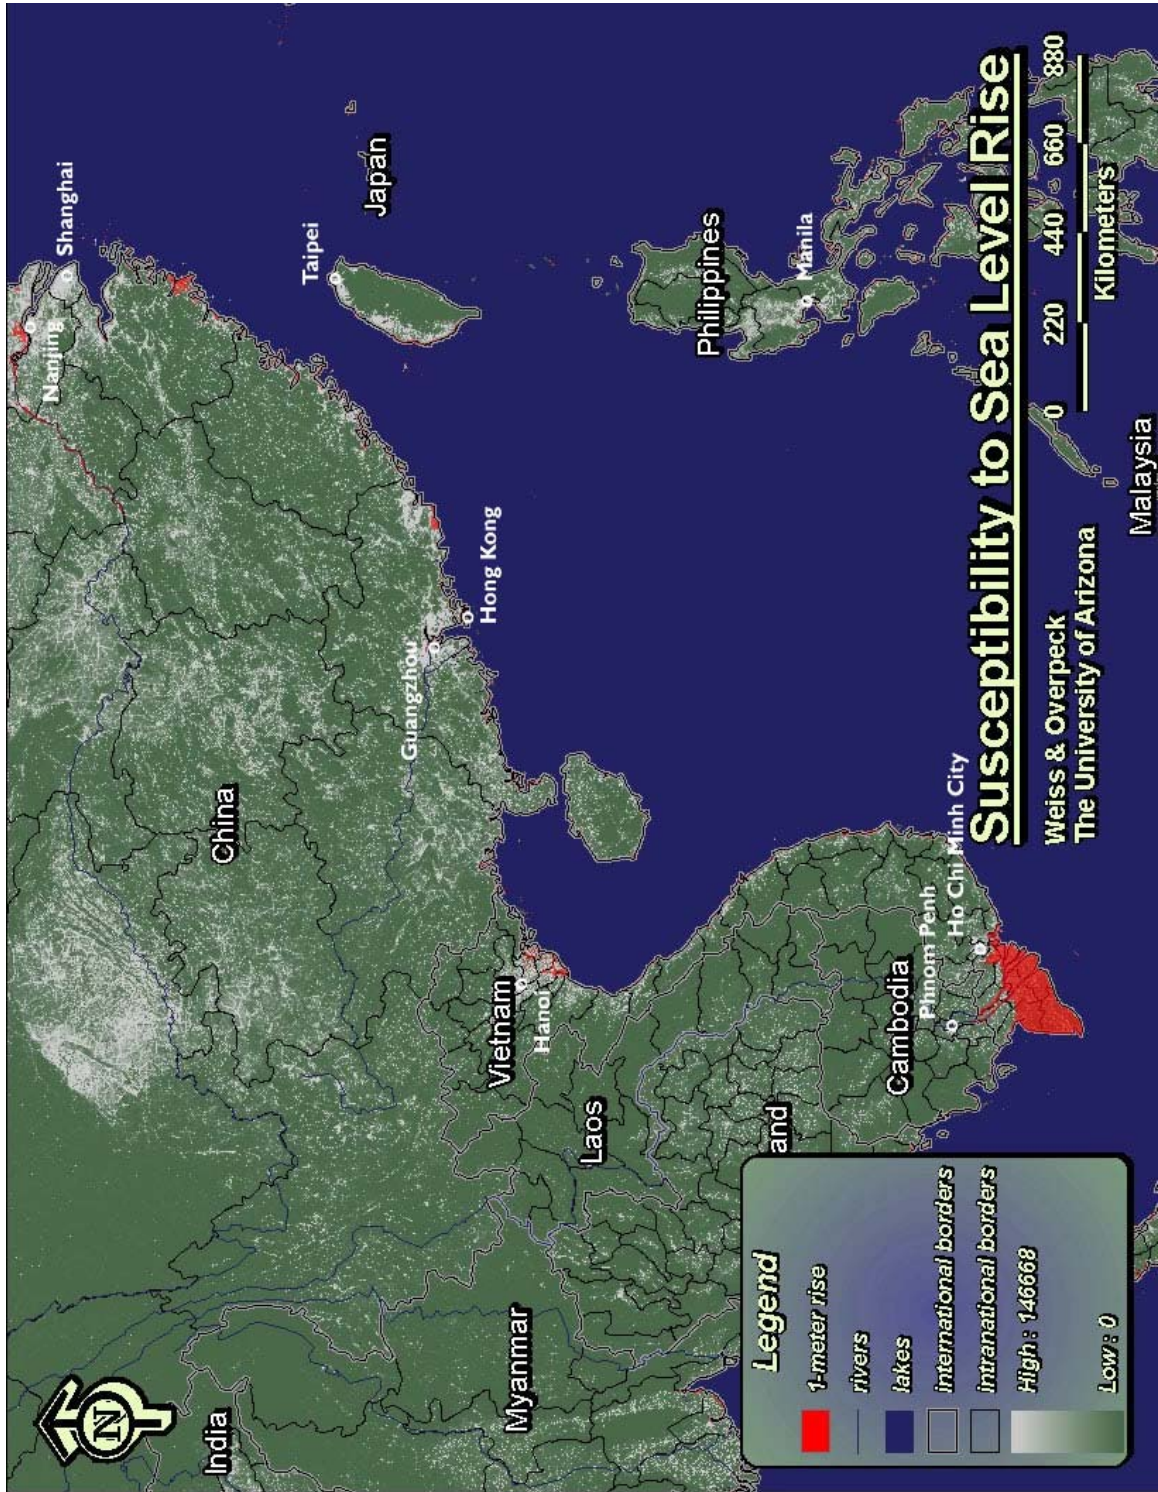 Shanghai
Nanjing
Taipei
Japan
China
Guangzhou
Hong Kong
India
Myanmar
Vietnam
Hanoi
Laos
and
Cambodia
Phnom Penh
Ho Chi Minh City
Philippines
Manila
Malaysia
N
Legend
1-meter rise
rivers
lakes
international borders
intranational borders
High : 146668
Low : 0
Susceptibility to Sea Level Rise
Weiss & Overpeck
The University of Arizona
0 220 440 660 880
Kilometers